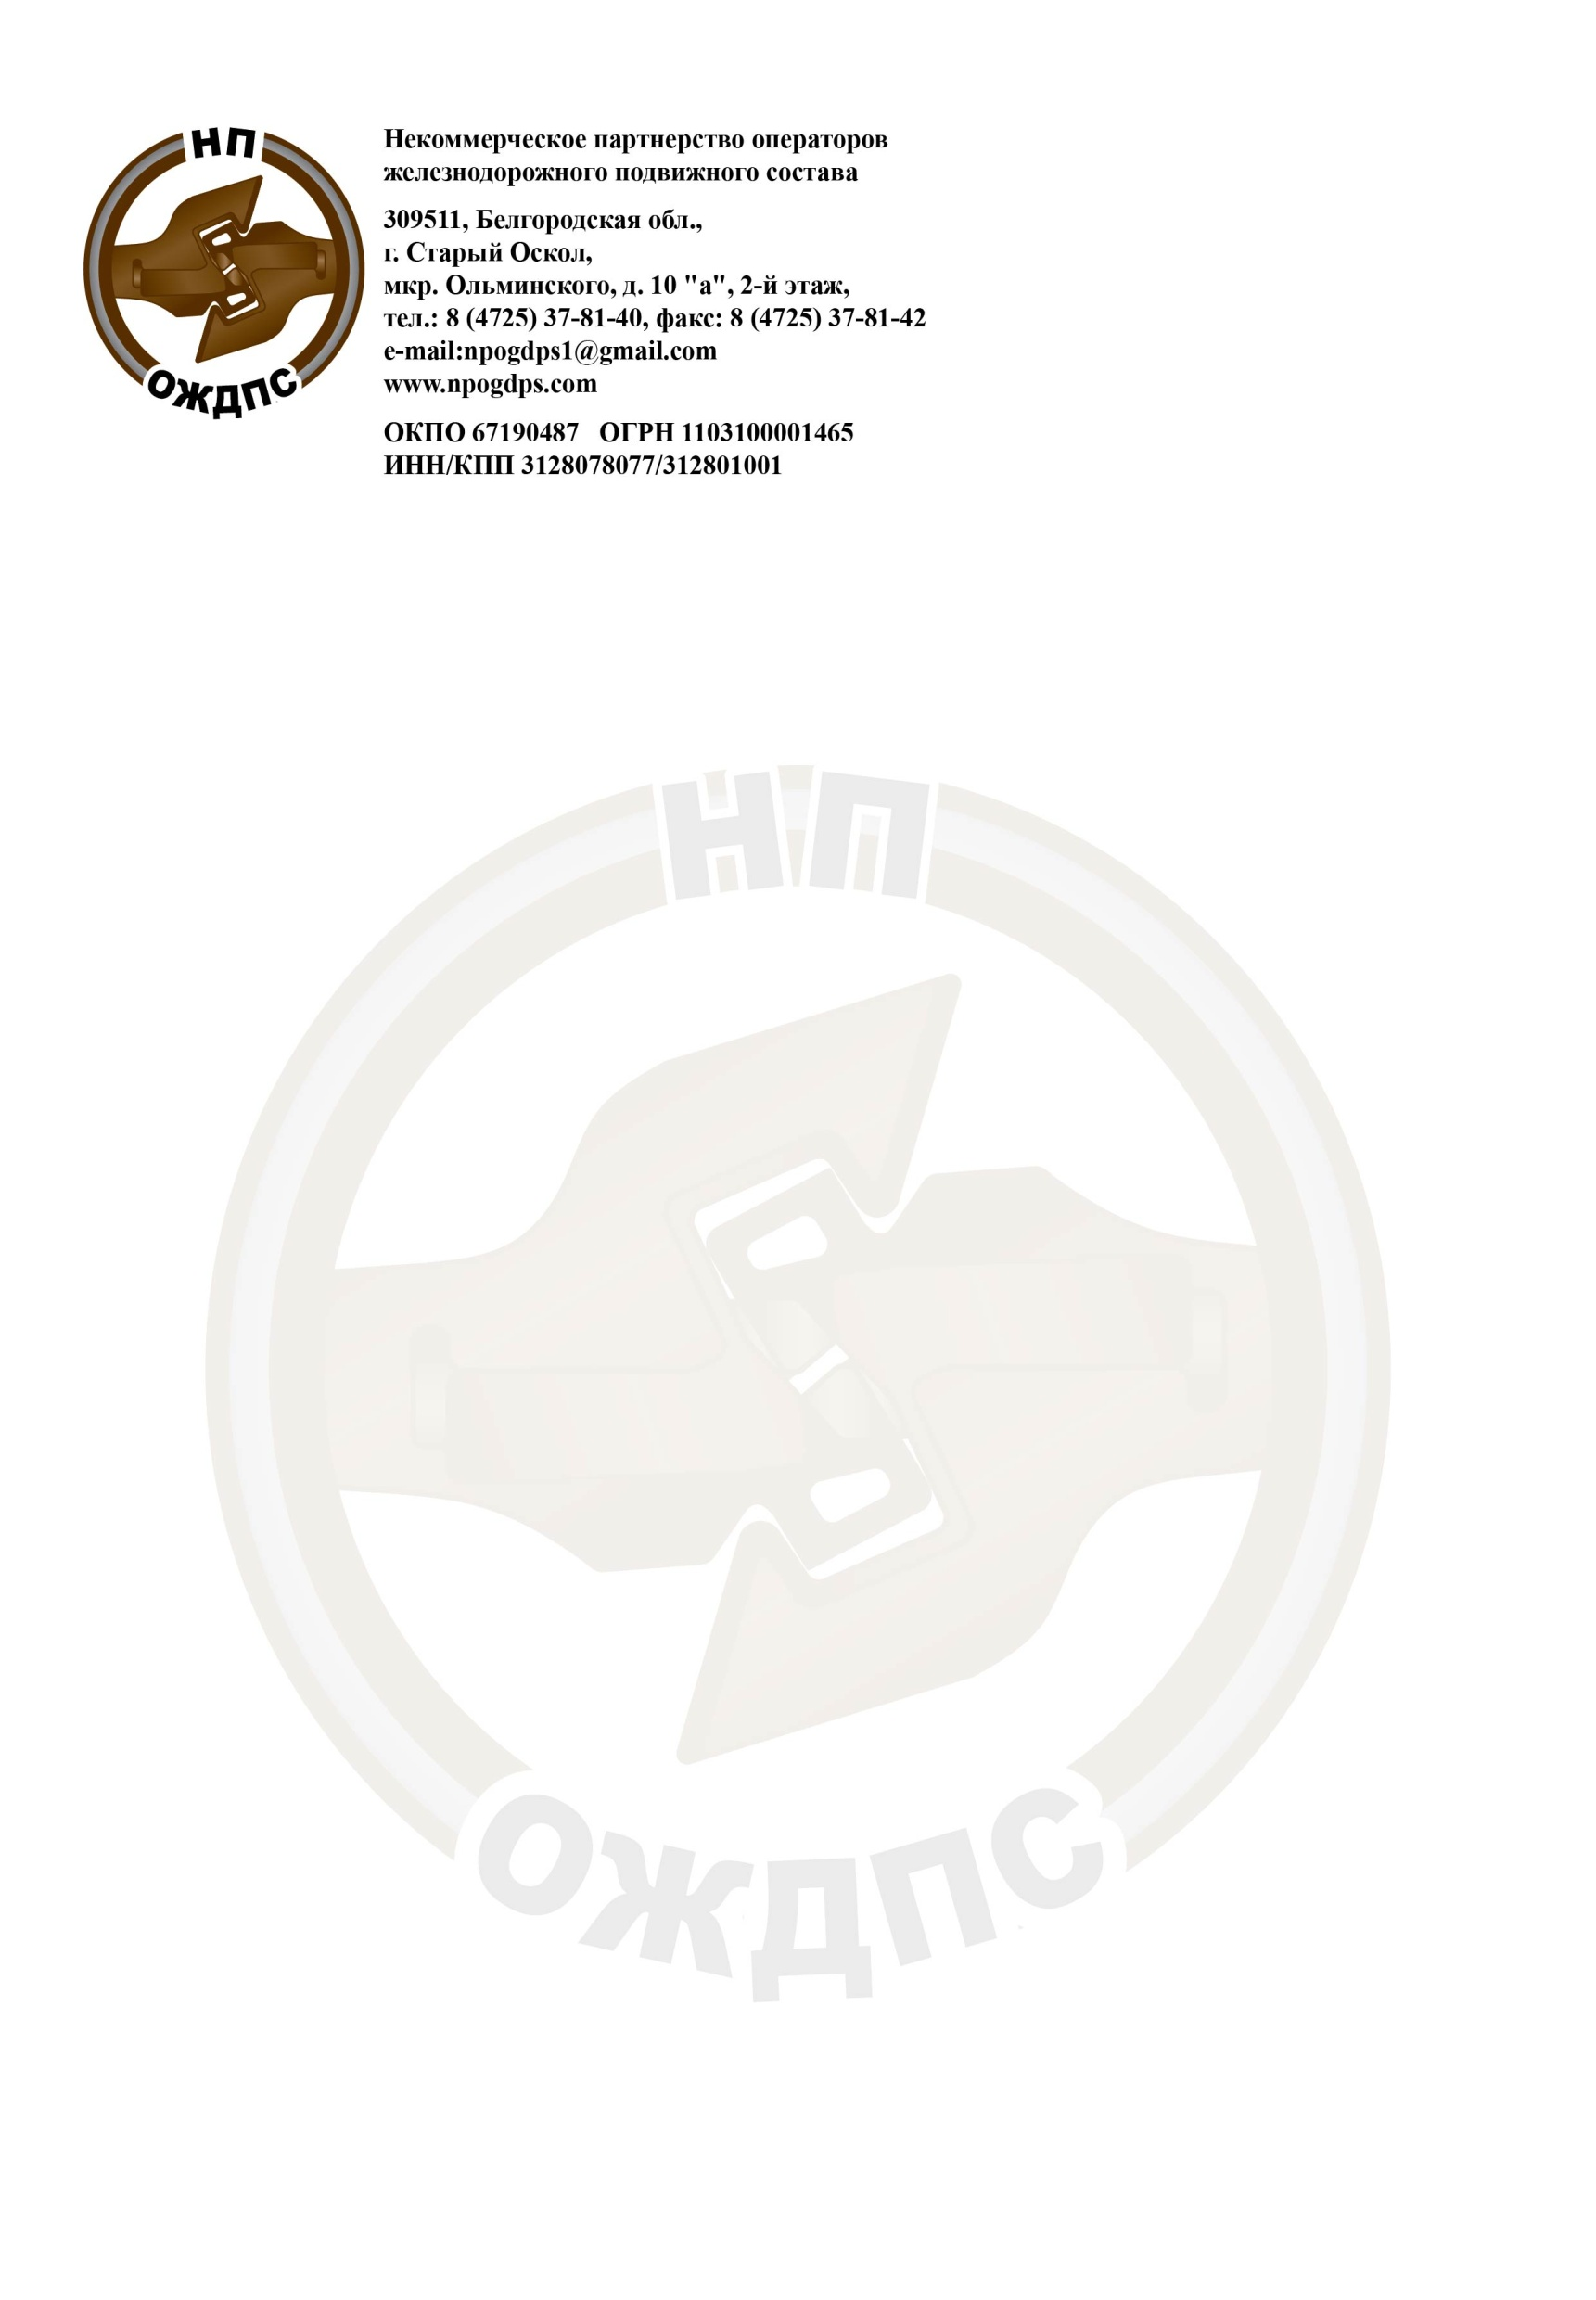 НП
ОЖДПС
Некоммерческое партнерство операторов
железнодорожного подвижного состава
309511, Белгородская обл.,
г. Старый Оскол,
мкр. Ольминского, д. 10 "а", 2-й этаж,
тел.: 8 (4725) 37-81-40, факс: 8 (4725) 37-81-42
e-mail:npogdps1@gmail.com
www.npogdps.com
ОКПО 67190487 ОГРН 1103100001465
ИНН/КПП 3128078077/312801001
НП
ОЖДПС